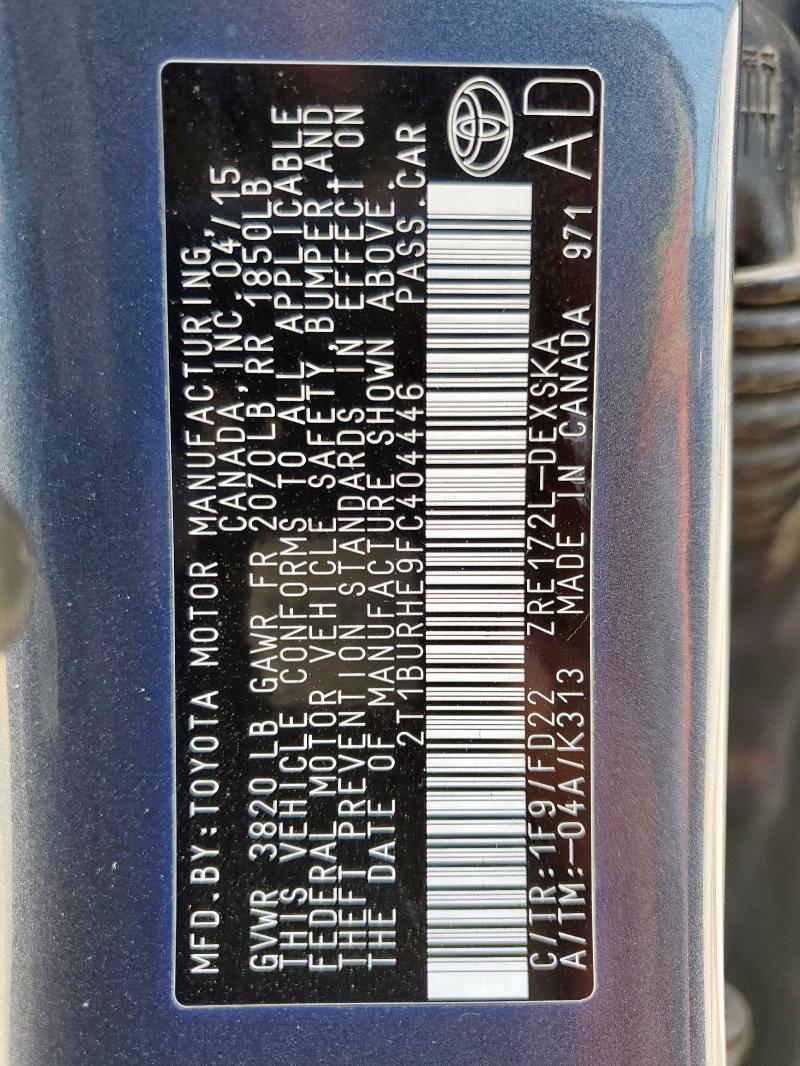 MFD.BY:TOYOTA MOTOR MANUFACTURING,
CANADA,INC 04/15
GVWR 3820LB GAWR FR 2070LB RR 1850LB
THIS VEHICLE CONFORMS TO ALL APPLICABLE
FEDERAL MOTOR VEHICLE SAFETY, BUMPER,AND
THEFT PREVENTION STANDARDS IN EFFECT ON
THE DATE OF MANUFACTURE SHOWN ABOVE.
2T1BURHE9FC404446 PASS.CAR
C/TR:1F9/FD22 ZRE172L-DEXSKA
A/TM:-04A/K313 MADE IN CANADA 971 AD